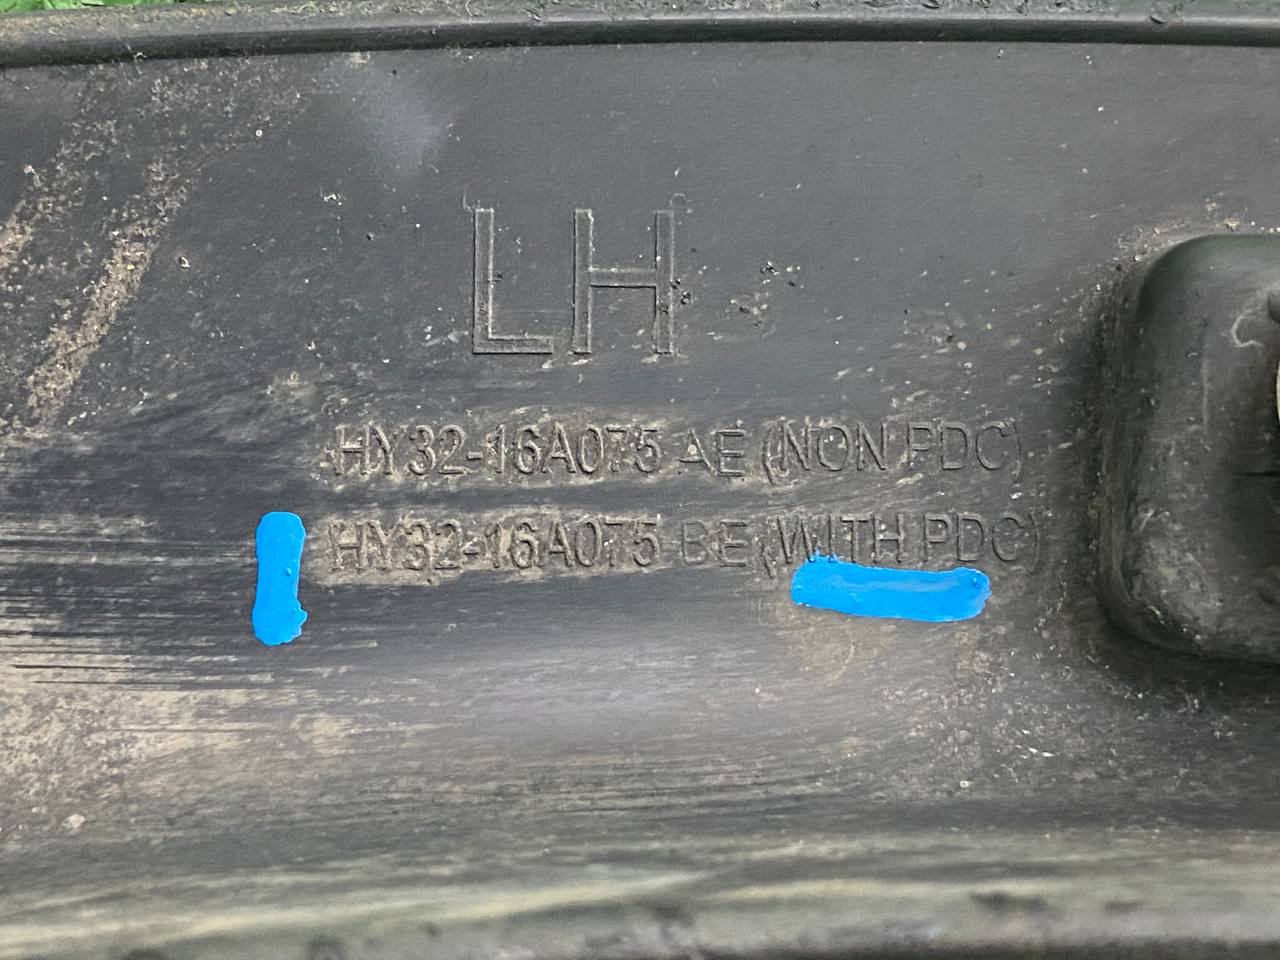 LH
HY32-16A075 AE (NON PDC)
HY32-16A075 BE (WITH PDC)